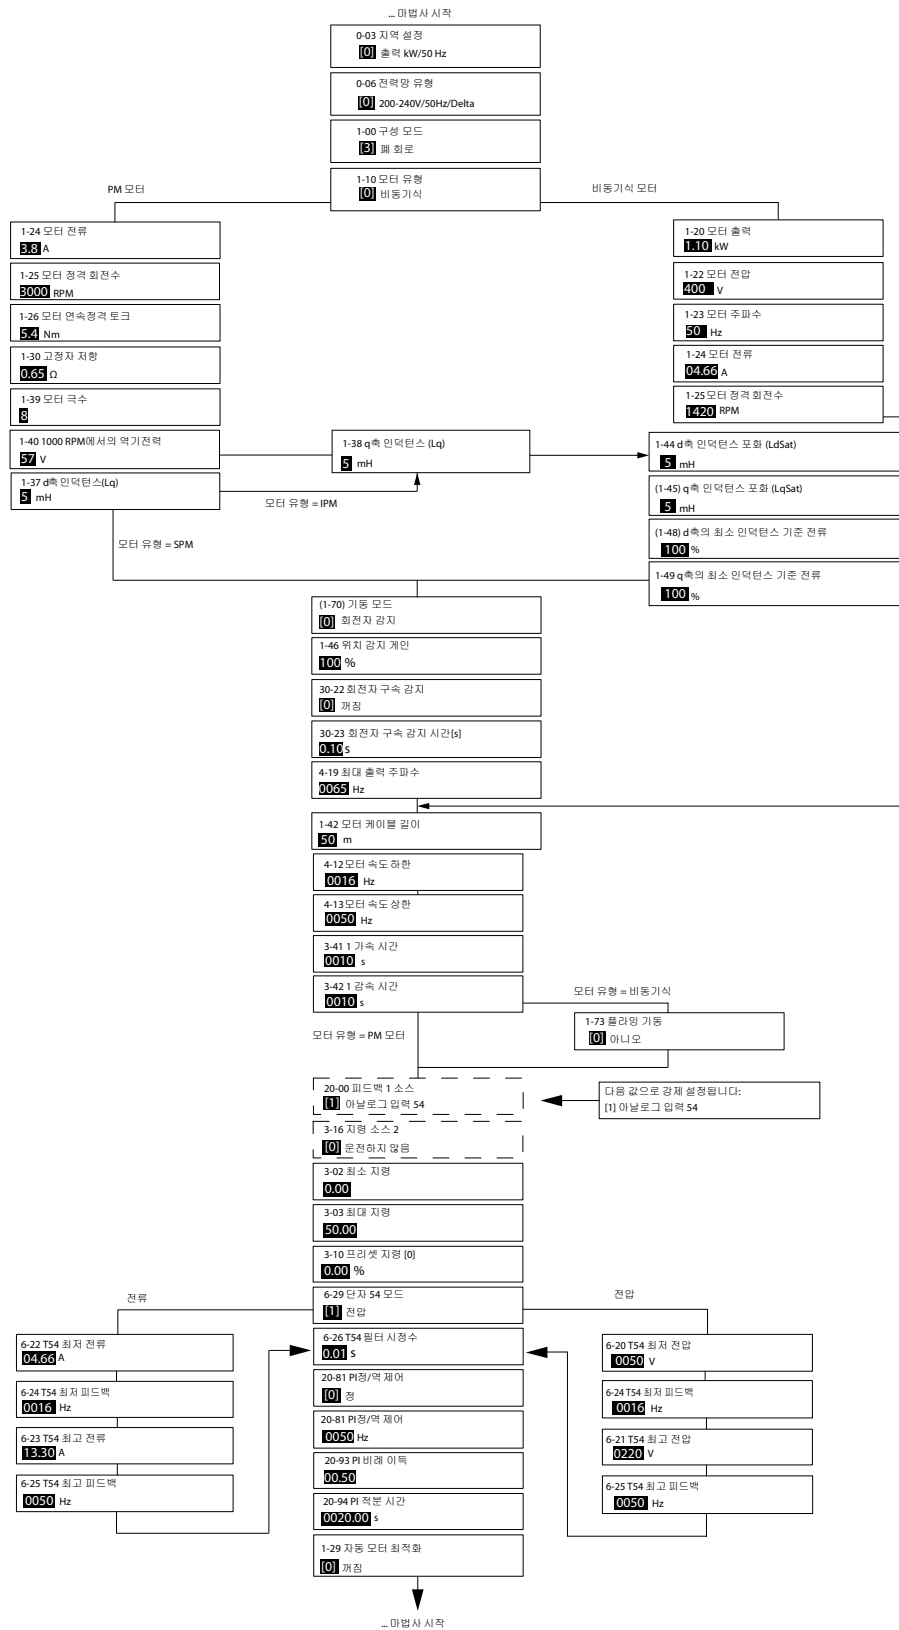 ... 마법사 시작
0-03 지역 설정
[0] 출력 kW/50 Hz
0-06 전력망 유형
[0] 200-240V/50Hz/Delta
1-00 구성 모드
[3] 폐 회로
1-10 모터 유형
[0] 비동기식
PM 모터
비동기식 모터
1-24 모터 전류
3.8 A
1-25 모터 정격 회전수
3000 RPM
1-26 모터 연속정격 토크
5.4 Nm
1-30 고정자 저항
0.65 Ω
1-39 모터 극수
8
1-40 1000 RPM에서의 역기전력
57 V
1-37 d축 인덕턴스(Lq)
5 mH
1-20 모터 출력
1.10 kW
1-22 모터 전압
400 V
1-23 모터 주파수
50 Hz
1-24 모터 전류
04.66 A
1-25 모터 정격 회전수
1420 RPM
1-38 q축 인덕턴스 (Lq)
5 mH
1-44 d축 인덕턴스 포화 (LdSat)
5 mH
(1-45) q축 인덕턴스 포화 (LqSat)
5 mH
(1-48) d축의 최소 인덕턴스 기준 전류
100 %
1-49 q축의 최소 인덕턴스 기준 전류
100 %
모터 유형 = IPM
모터 유형 = SPM
(1-70) 기동 모드
[0] 회전자 감지
1-46 위치 감지 게인
100 %
30-22 회전자 구속 감지
[0] 꺼짐
30-23 회전자 구속 감지 시간[s]
0.10 s
4-19 최대 출력 주파수
0065 Hz
1-42 모터 케이블 길이
50 m
4-12 모터 속도 하한
0016 Hz
4-13 모터 속도 상한
0050 Hz
3-41 1 가속 시간
0010 s
3-42 1 감속 시간
0010 s
모터 유형 = 비동기식
1-73 플라잉 기동
[0] 아니오
모터 유형 = PM 모터
20-00 피드백 1 소스
[1] 아날로그 입력 54
다음 값으로 강제 설정됩니다:
[1] 아날로그 입력 54
3-16 지령 소스 2
[0] 운전하지 않음
3-02 최소 지령
0.00
3-03 최대 지령
50.00
3-10 프리셋 지령 [0]
0.00 %
6-29 단자 54 모드
[1] 전압
전류
전압
6-22 T54 최저 전류
04.66 A
6-24 T54 최저 피드백
0016 Hz
6-23 T54 최고 전류
13.30 A
6-25 T54 최고 피드백
0050 Hz
6-26 T54 필터 시정수
0.01 s
20-81 PI정/역 제어
[0] 정
20-81 PI정/역 제어
0050 Hz
20-93 PI 비례 이득
00.50
20-94 PI 적분 시간
0020.00 s
1-29 자동 모터 최적화
[0] 꺼짐
6-20 T54 최저 전압
0050 V
6-24 T54 최저 피드백
0016 Hz
6-21 T54 최고 전압
0220 V
6-25 T54 최고 피드백
0050 Hz
... 마법사 시작